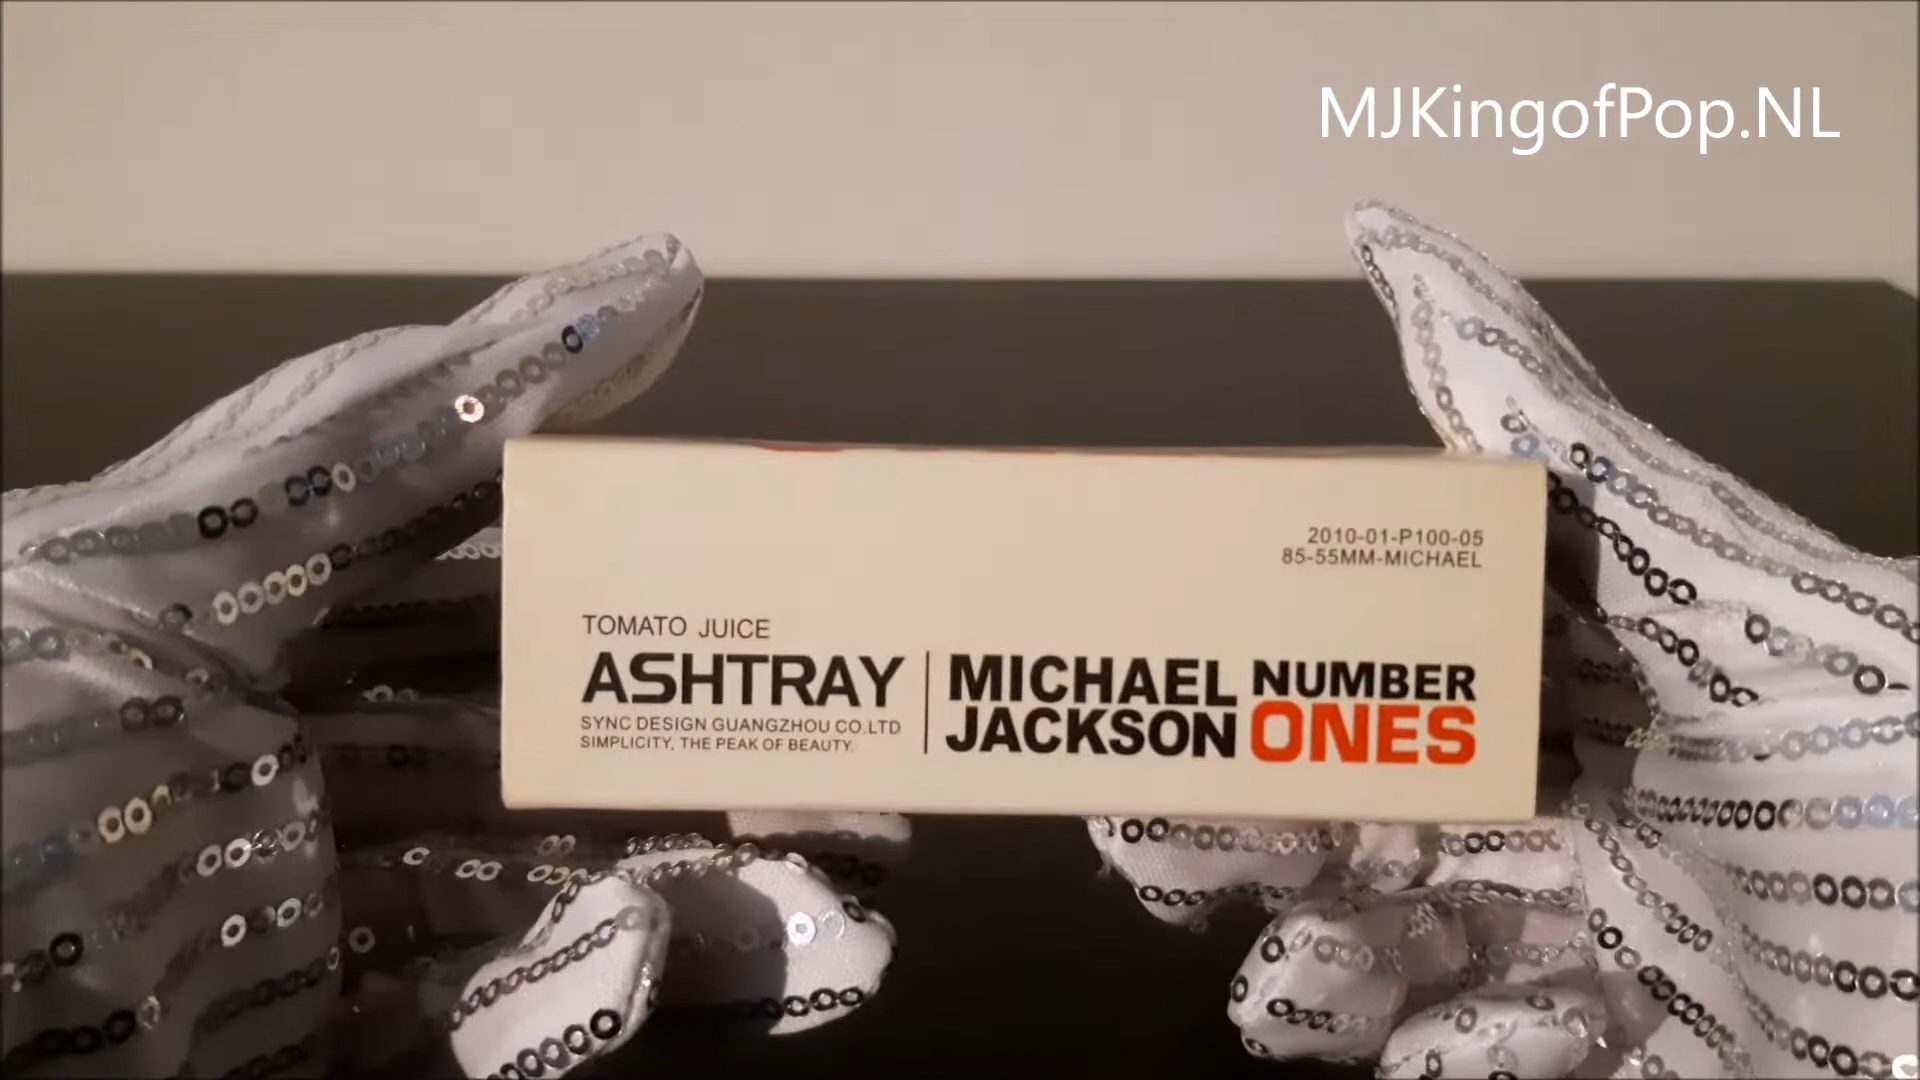 MJKingofPop.NL
2010-01-P100-05
85-55MM-MICHAEL
TOMATO JUICE
ASHTRAY
SYNC DESIGN GUANGZHOU CO.LTD
SIMPLICITY, THE PEAK OF BEAUTY.
MICHAEL
JACKSON
NUMBER
ONES